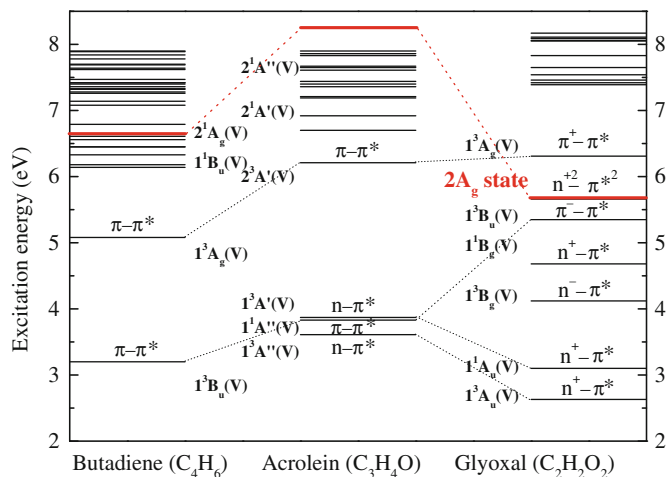 Excitation energy (eV)
8
7
6
5
4
3
2
8
7
6
5
4
3
2
2¹A_g(V)
1¹B_u(V)
π–π*
1³A_g(V)
π–π*
1³B_u(V)
2¹A''(V)
2¹A'(V)
π–π*
2³A'(V)
1³A'(V) n–π*
1¹A''(V) π–π*
1³A''(V) n–π*
1³A_g(V) π⁺–π*
2A_g state n⁺²– π*²
1³B_u(V) π⁻–π*
1¹B_g(V) n⁺–π*
1³B_g(V) n⁻–π*
1¹A_u(V) n⁺–π*
1³A_u(V) n⁺–π*
Butadiene (C₄H₆) Acrolein (C₃H₄O) Glyoxal (C₂H₂O₂)